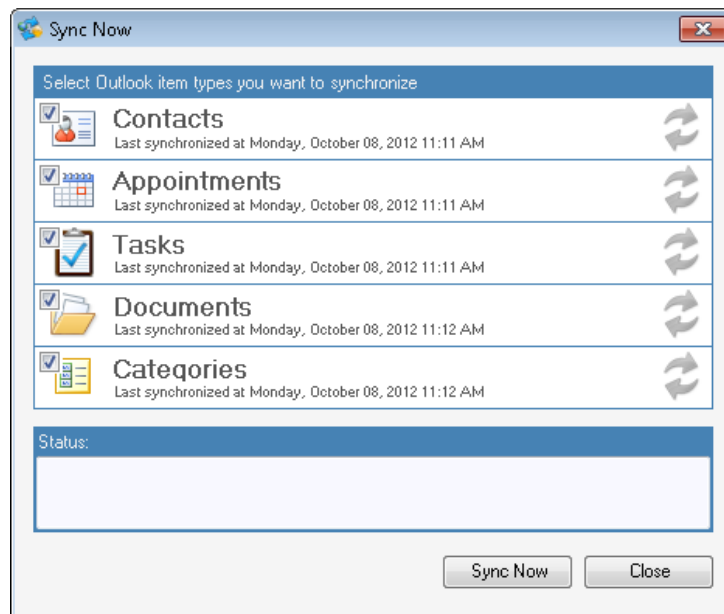 Sync Now
Select Outlook item types you want to synchronize
Contacts
Last synchronized at Monday, October 08, 2012 11:11 AM
Appointments
Last synchronized at Monday, October 08, 2012 11:11 AM
Tasks
Last synchronized at Monday, October 08, 2012 11:11 AM
Documents
Last synchronized at Monday, October 08, 2012 11:12 AM
Categories
Last synchronized at Monday, October 08, 2012 11:12 AM
Status:
Sync Now Close